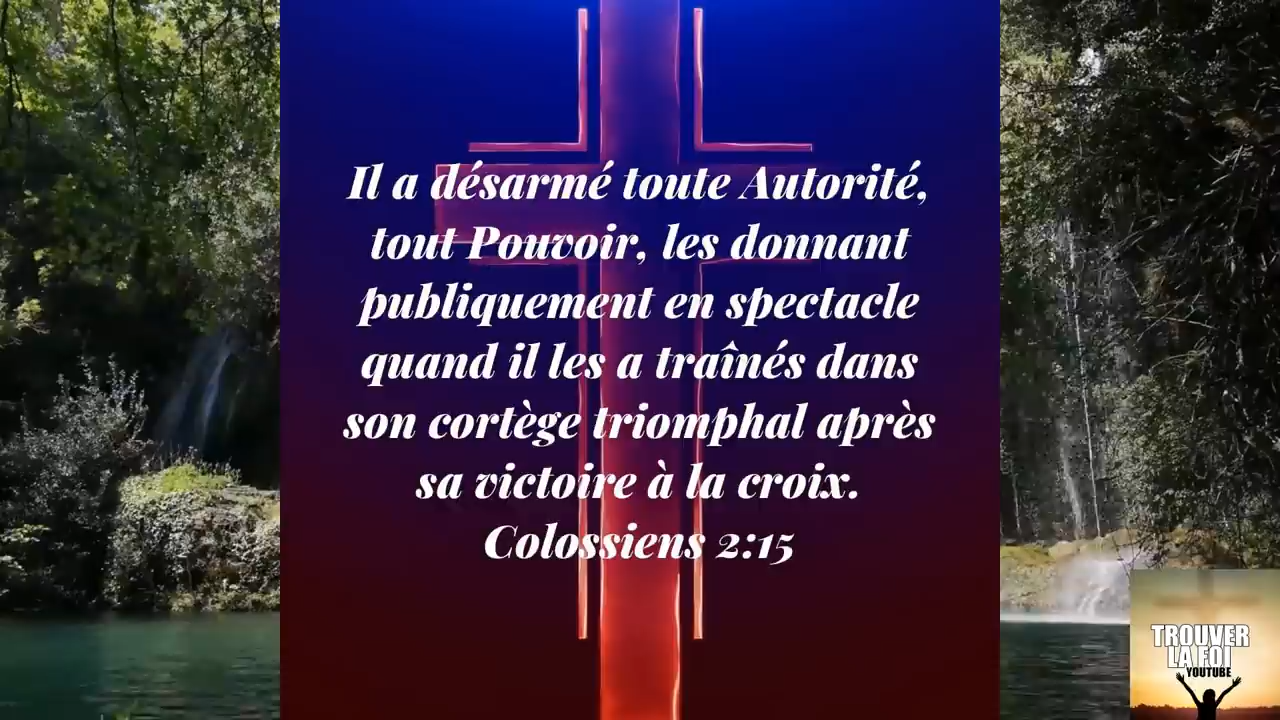 Il a désarmé toute Autorité,
tout Pouvoir, les donnant
publiquement en spectacle
quand il les a traînés dans
son cortège triomphal après
sa victoire à la croix.
Colossiens 2:15
TROUVER
LA FOI
YOUTUBE